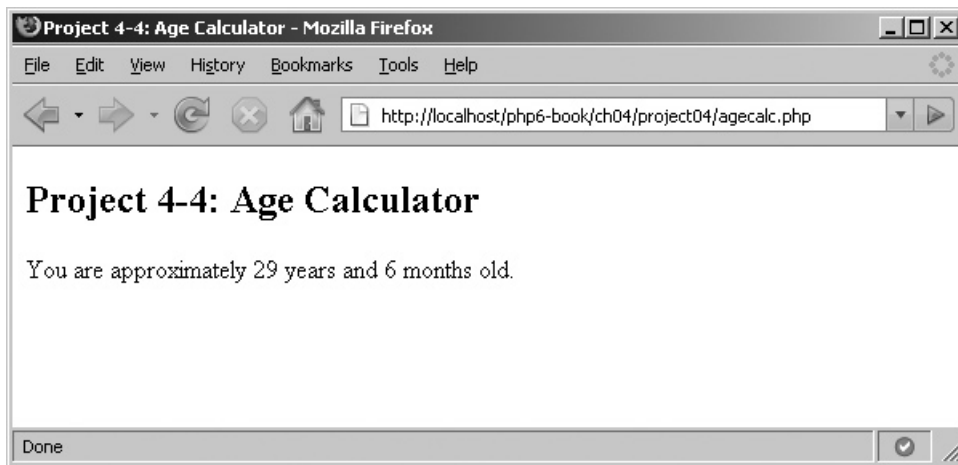 Project 4-4: Age Calculator - Mozilla Firefox
File Edit View History Bookmarks Tools Help
http://localhost/php6-book/ch04/project04/agecalc.php
Project 4-4: Age Calculator
You are approximately 29 years and 6 months old.
Done